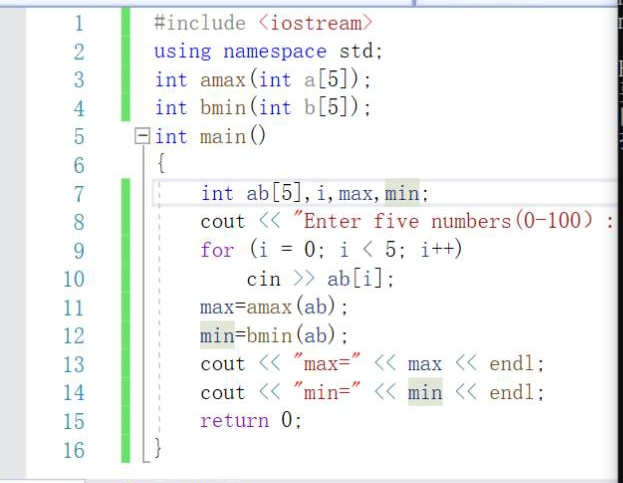 1 #include <iostream>
2 using namespace std;
3 int amax(int a[5]);
4 int bmin(int b[5]);
5 int main()
6 {
7 int ab[5],i,max,min;
8 cout << "Enter five numbers(0-100) :
9 for (i = 0; i < 5; i++)
10 cin >> ab[i];
11 max=amax(ab);
12 min=bmin(ab);
13 cout << "max=" << max << endl;
14 cout << "min=" << min << endl;
15 return 0;
16 }